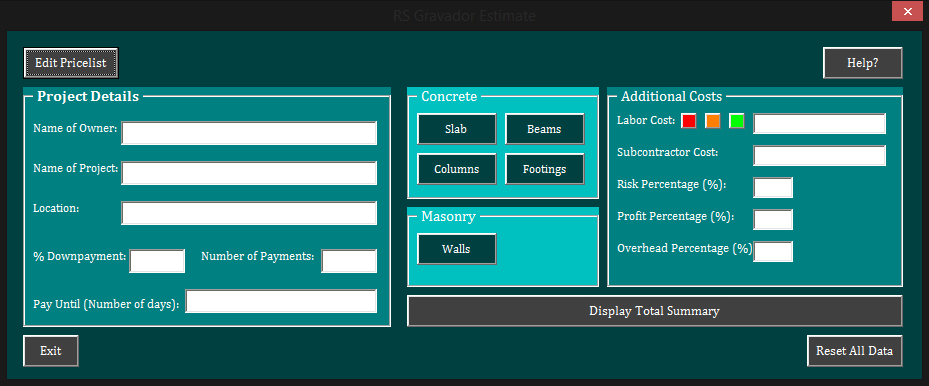 RS Gravador Estimate
Edit Pricelist
Help?
Project Details
Name of Owner:
Name of Project:
Location:
% Downpayment:
Number of Payments:
Pay Until (Number of days):
Concrete
Slab
Beams
Columns
Footings
Masonry
Walls
Additional Costs
Labor Cost:
Subcontractor Cost:
Risk Percentage (%):
Profit Percentage (%):
Overhead Percentage (%)
Display Total Summary
Exit
Reset All Data